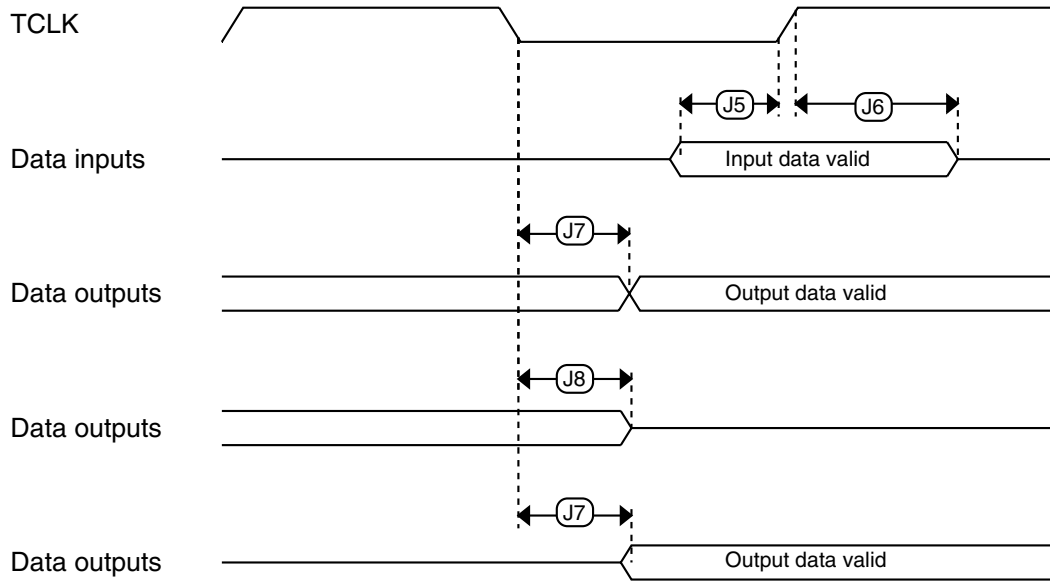 TCLK
J5
J6
Data inputs
Input data valid
J7
Data outputs
Output data valid
J8
Data outputs
J7
Data outputs
Output data valid